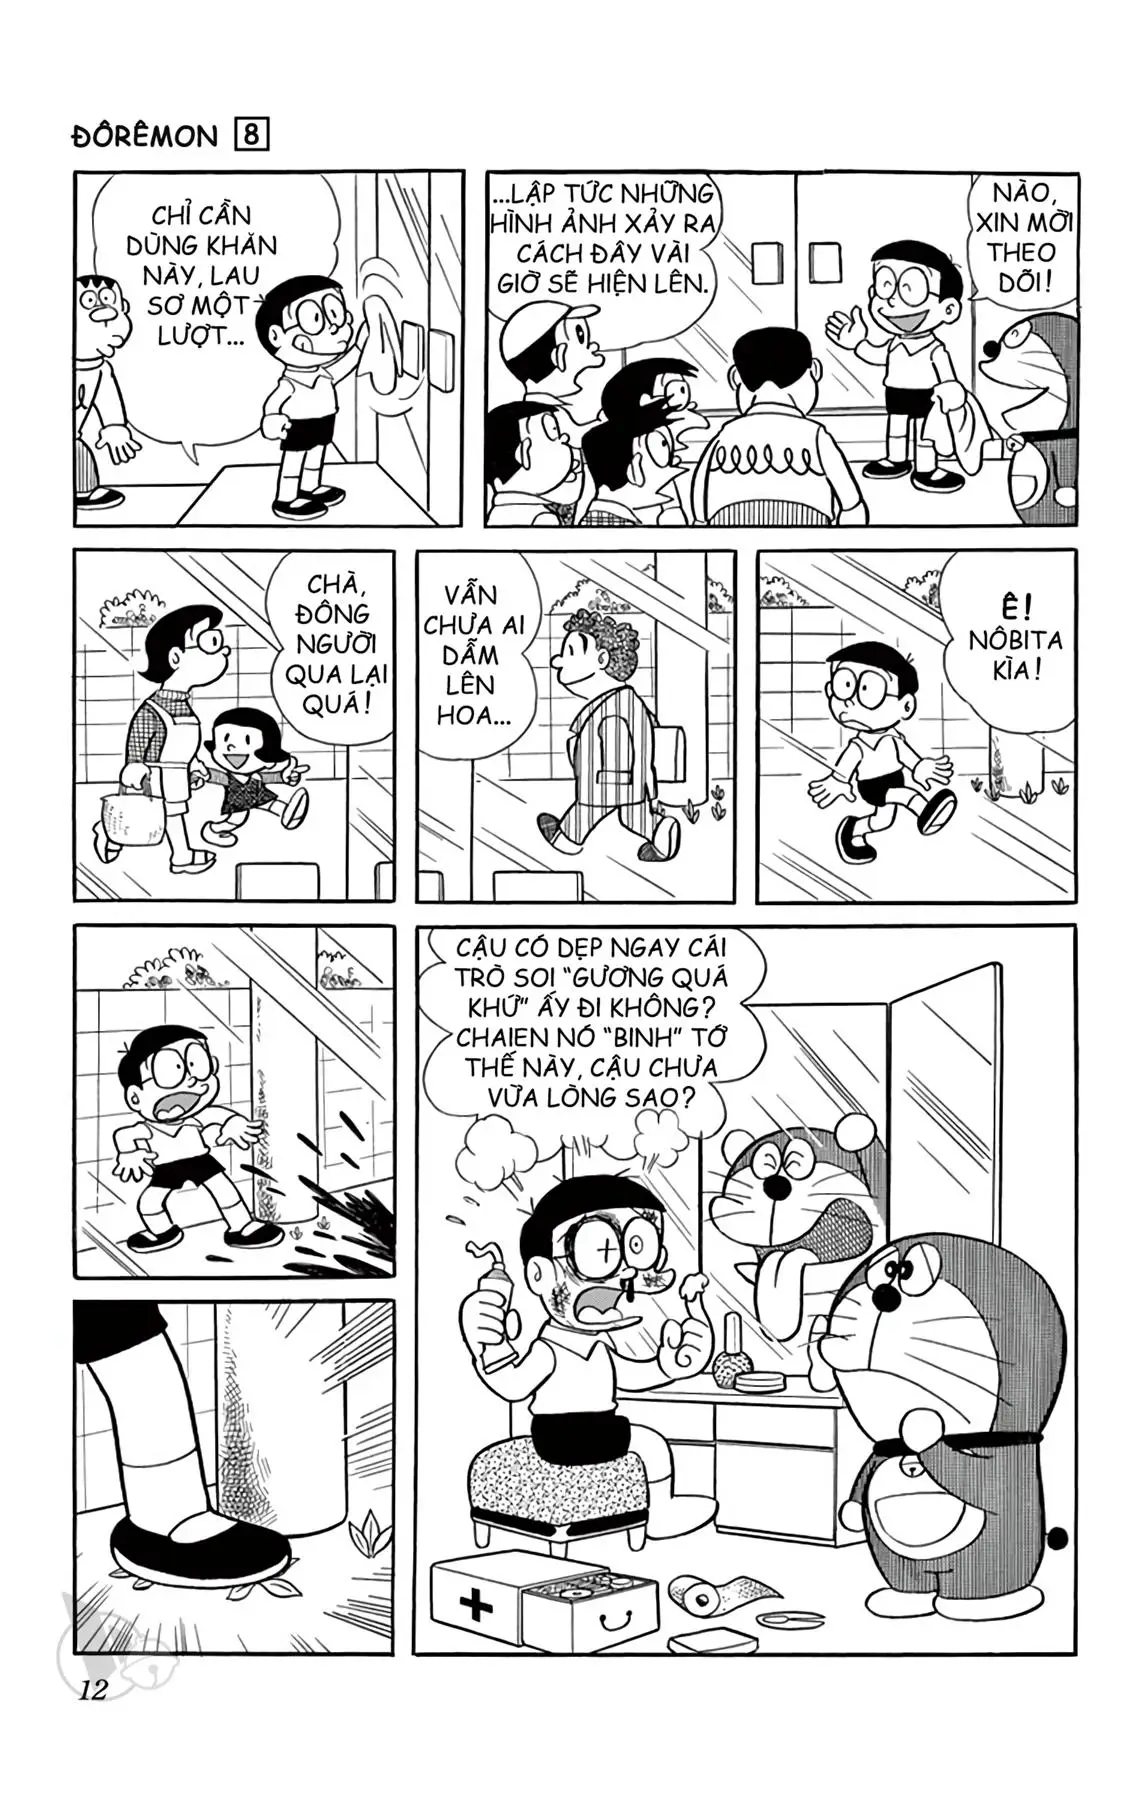 ĐÔRÊMON 8
CHỈ CẦN
DÙNG KHĂN
NÀY, LAU
SƠ MỘT
LƯỢT...
...LẬP TỨC NHỮNG
HÌNH ẢNH XẢY RA
CÁCH ĐÂY VÀI
GIỜ SẼ HIỆN LÊN.
NÀO,
XIN MỜI
THEO
DÕI!
CHÀ,
ĐÔNG
NGƯỜI
QUA LẠI
QUÁ!
VẪN
CHƯA AI
DẪM
LÊN
HOA...
Ê!
NÔBITA
KÌA!
CẬU CÓ DẸP NGAY CÁI
TRÒ SOI “GƯƠNG QUÁ
KHỨ” ẤY ĐI KHÔNG?
CHAIEN NÓ “BINH” TỚ
THẾ NÀY, CẬU CHƯA
VỪA LÒNG SAO?
12